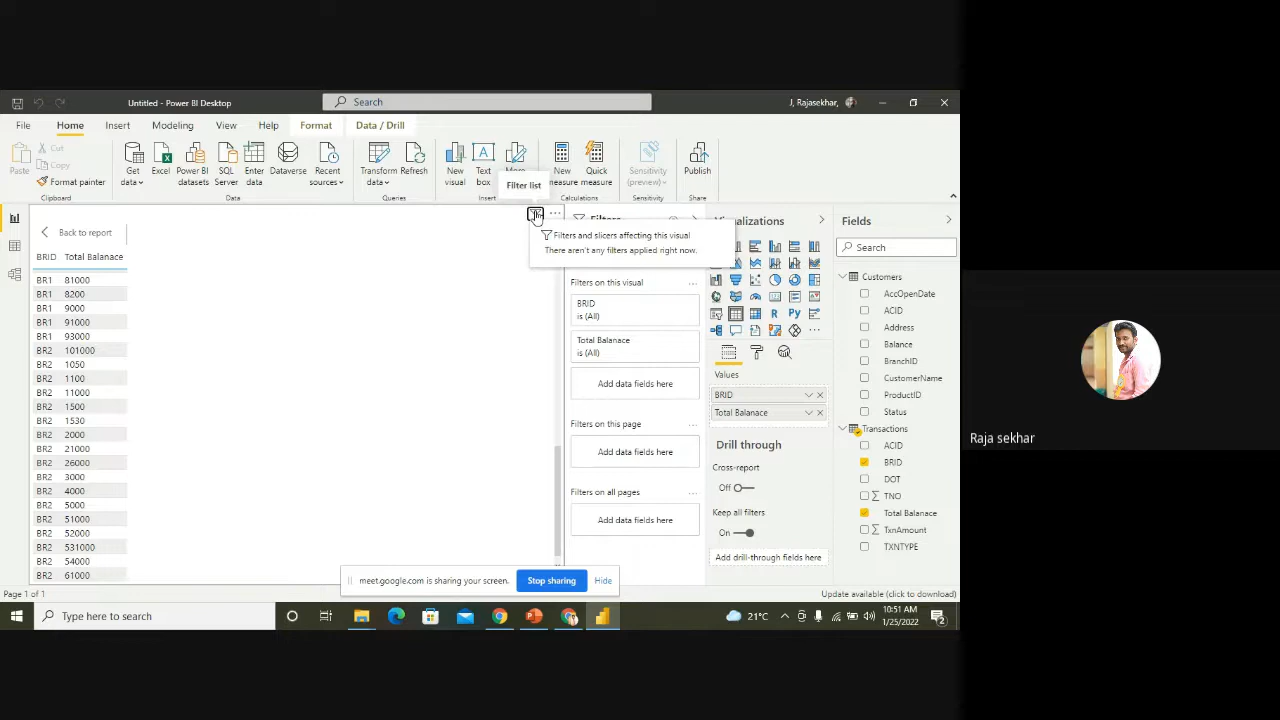 Untitled - Power BI Desktop
Search
J, Rajasekhar,
File Home Insert Modeling View Help Format Data / Drill
Paste
Cut
Copy
Format painter
Get data
Excel
Power BI datasets
SQL Server
Enter data
Dataverse
Recent sources
Transform data
Refresh
New visual
Text box
More
New measure
Quick measure
Sensitivity (preview)
Publish
Filter list
Clipboard
Data
Queries
Insert
Calculations
Sensitivity
Share
Back to report
BRID Total Balanace
BR1 81000
BR1 8200
BR1 9000
BR1 91000
BR1 93000
BR2 101000
BR2 1050
BR2 1100
BR2 11000
BR2 1500
BR2 1530
BR2 2000
BR2 21000
BR2 26000
BR2 3000
BR2 4000
BR2 5000
BR2 51000
BR2 52000
BR2 531000
BR2 54000
BR2 61000
Filters
Filters and slicers affecting this visual
There aren't any filters applied right now.
Filters on this visual
BRID
is (All)
Total Balanace
is (All)
Add data fields here
Filters on this page
Add data fields here
Filters on all pages
Add data fields here
Visualizations
R
Py
Values
BRID
Total Balanace
Drill through
Cross-report
Off
Keep all filters
On
Add drill-through fields here
Fields
Search
Customers
AccOpenDate
ACID
Address
Balance
BranchID
CustomerName
ProductID
Status
Transactions
ACID
BRID
DOT
TNO
Total Balanace
TxnAmount
TXNTYPE
meet.google.com is sharing your screen.
Stop sharing
Hide
Page 1 of 1
Update available (click to download)
Type here to search
21°C
10:51 AM
1/25/2022
2
Raja sekhar